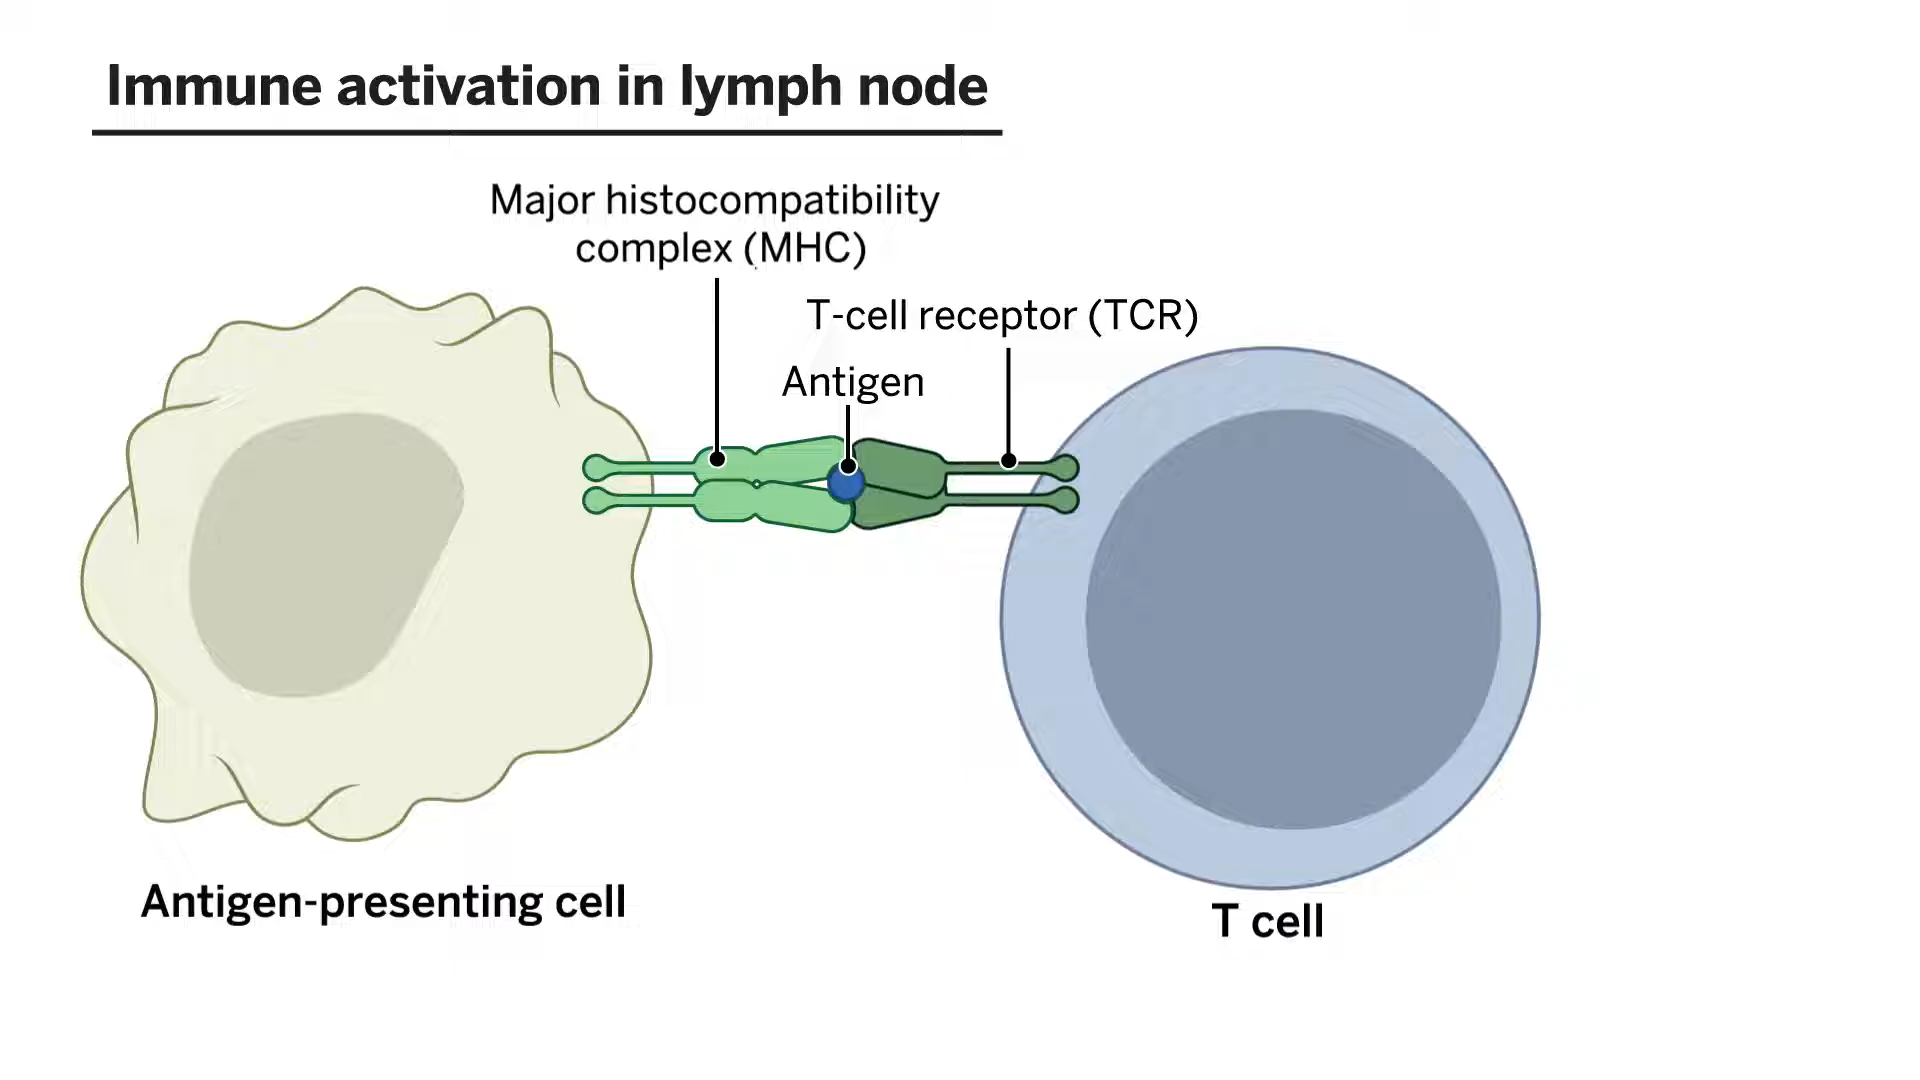 Immune activation in lymph node
Major histocompatibility
complex (MHC)
T-cell receptor (TCR)
Antigen
Antigen-presenting cell
T cell